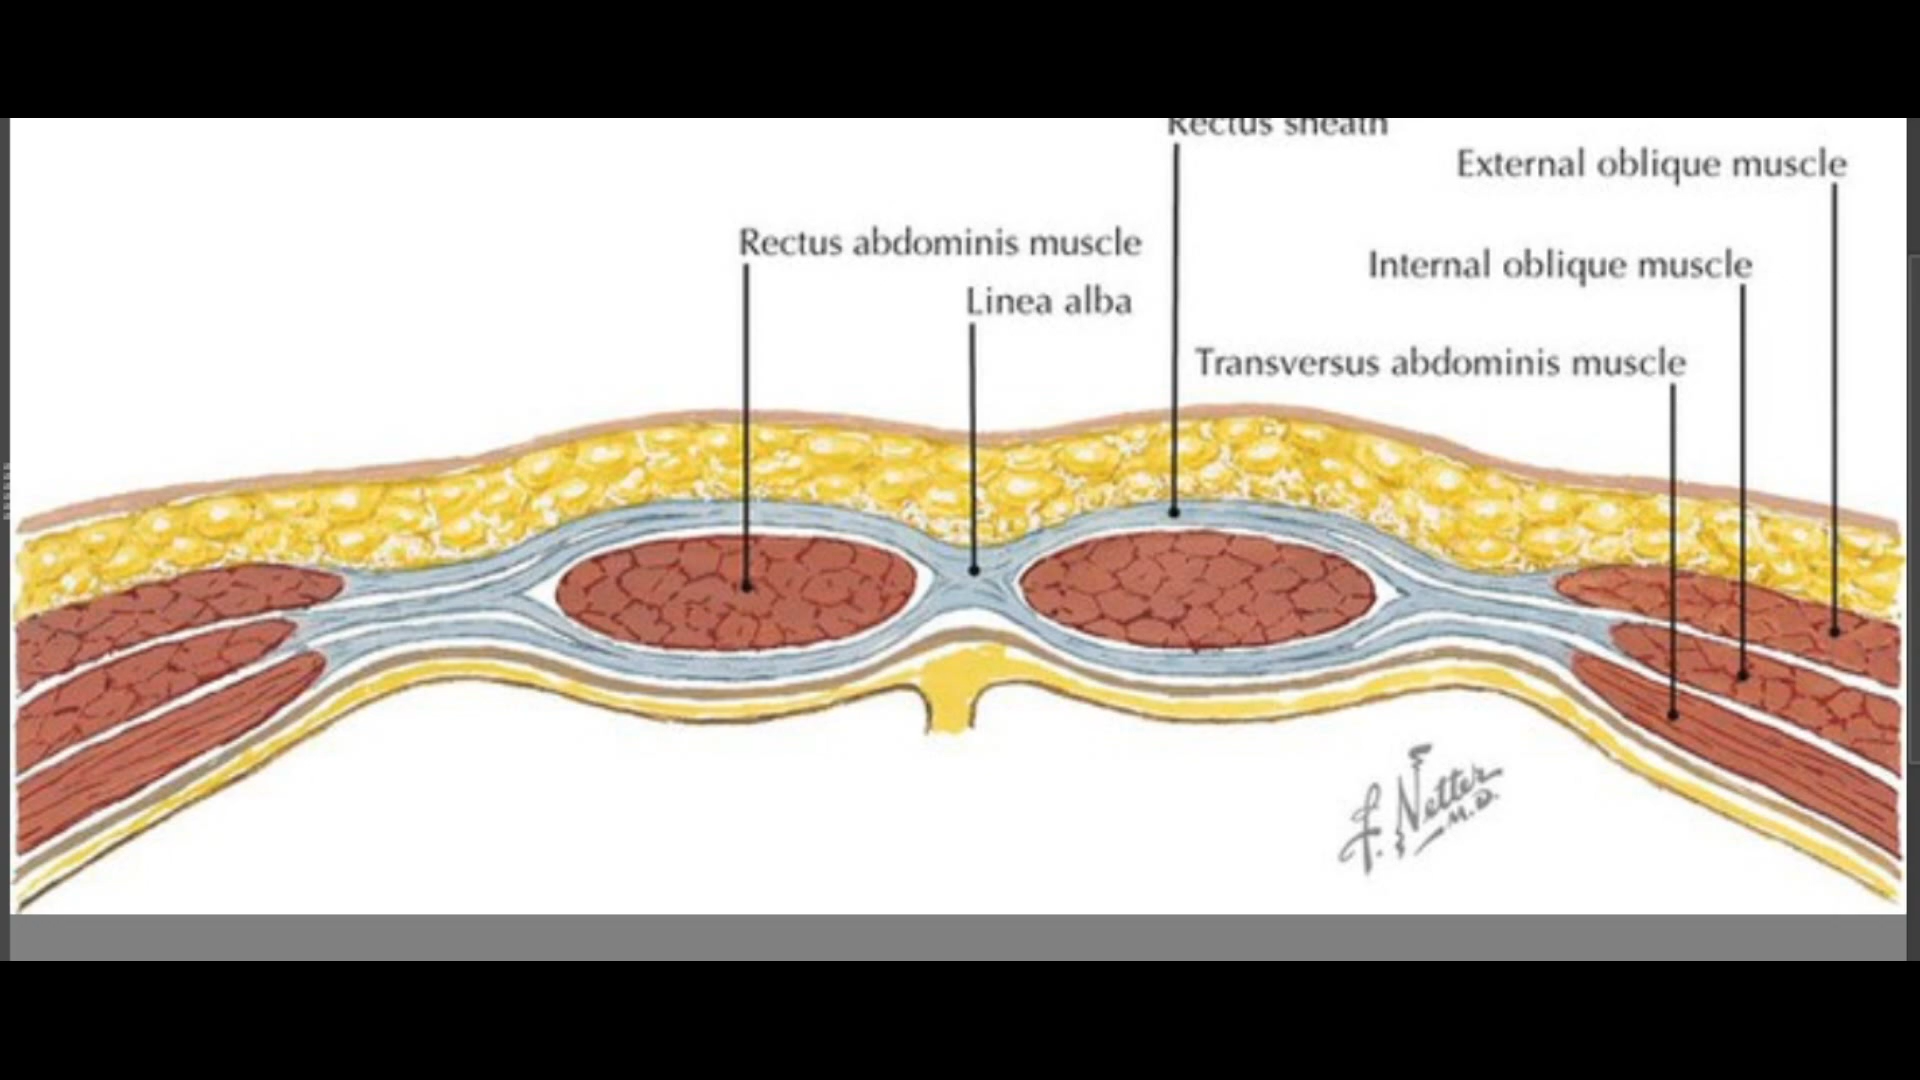 Rectus sheath
External oblique muscle
Rectus abdominis muscle
Internal oblique muscle
Linea alba
Transversus abdominis muscle
F. Netter
M.D.